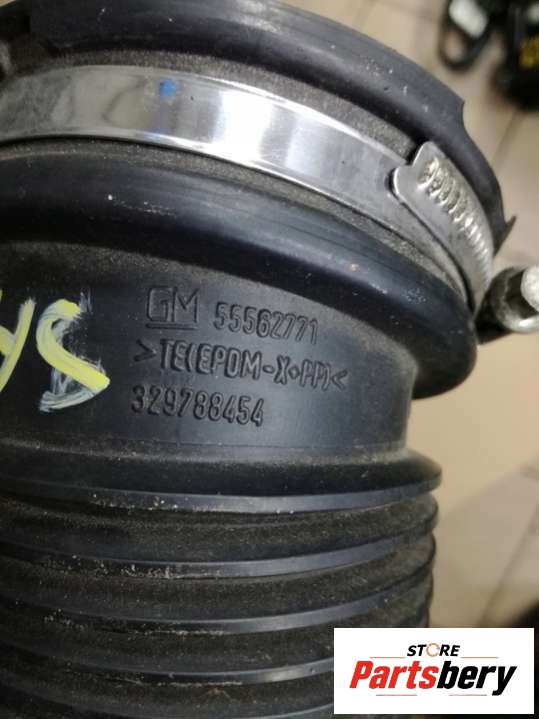 GM 55562771
>TE(EPDM-X+PP)<
329788454
STORE
Partsbery